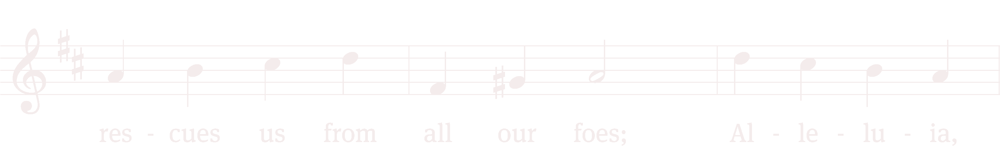 res - cues us from all our foes; Al - le - lu - ia,